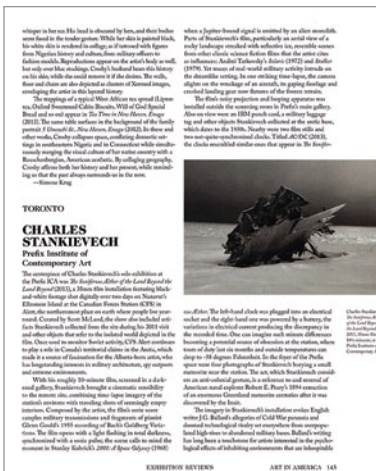 whisper in her ear. His head is obscured by hers, and their bodies
seem fused in the tender gesture. While her skin is painted black,
his white skin is rendered in collage, as if tattooed with figures
from Nigerian history and culture, from military officers to
fashion models. Reproductions appear on the artist's body as well,
but only over blue stockings. Crosby's husband bears this history
on his skin, while she could remove it if she desires. The walls,
floor and chairs are also depicted as clusters of Xeroxed images,
enveloping the artist in this layered history.
The trappings of a typical West African tea spread (Lipton
tea, Oxford Sweetened Cabin Biscuits, Will of God Special
Bread and so on) appear in Tea Time in New Haven, Enugu
(2013). The same table surfaces in the background of the family
portrait 5 Umezebi St., New Haven, Enugu (2012). In these and
other works, Crosby collapses space, conflating domestic set-
tings in southeastern Nigeria and in Connecticut while simulta-
neously merging the visual culture of her native country with a
Rauschenbergian, American aesthetic. By collaging geography,
Crosby affirms both her history and her present, while remind-
ing us that the past always surrounds us in the now.
—Simone Krug
TORONTO
CHARLES
STANKIEVECH
Prefix Institute of
Contemporary Art
The centerpiece of Charles Stankievech's solo exhibition at
the Prefix ICA was The Soniferous Æther of the Land Beyond the
Land Beyond (2013), a 35mm film installation featuring black-
and-white footage shot digitally over two days on Nunavut's
Ellesmere Island at the Canadian Forces Station (CFS) in
Alert, the northernmost place on earth where people live year-
round. Curated by Scott McLeod, the show also included arti-
facts Stankievech collected from the site during his 2011 visit
and other objects that refer to the isolated world depicted in the
film. Once used to monitor Soviet activity, CFS Alert continues
to play a role in Canada's territorial claims in the Arctic, which
made it a source of fascination for the Alberta-born artist, who
has longstanding interests in military architecture, spy outposts
and extreme environments.
With his roughly 10-minute film, screened in a dark-
ened gallery, Stankievech brought a cinematic sensibility
to the remote site, combining time-lapse imagery of the
station's environs with traveling shots of seemingly empty
interiors. Composed by the artist, the film's eerie score
samples military transmissions and fragments of pianist
Glenn Gould's 1955 recording of Bach's Goldberg Varia-
tions. The film opens with a light flashing in total darkness,
synchronized with a sonic pulse; the scene calls to mind the
moment in Stanley Kubrick's 2001: A Space Odyssey (1968)
when a Jupiter-bound signal is emitted by an alien monolith.
Parts of Stankievech's film, particularly an aerial view of a
rocky landscape streaked with reflective ice, resemble scenes
from other classic science fiction films that the artist cites
as influences: Andrei Tarkovsky's Solaris (1972) and Stalker
(1979). Yet traces of real-world military activity intrude on
the dreamlike setting. In one striking time-lapse, the camera
alights on the wreckage of an aircraft, its gaping fuselage and
crushed landing gear now fixtures of the frozen terrain.
The film's noisy projection and looping apparatus was
installed outside the screening room in Prefix's main gallery.
Also on view were an IBM punch card, a military luggage
tag and other objects Stankievech collected at the arctic base,
which dates to the 1950s. Nearby were two film stills and
two not-quite-synchronized clocks. Titled AC/DC (2013),
the clocks resembled similar ones that appear in The Sonifer-
ous Æther. The left-hand clock was plugged into an electrical
socket and the right-hand one was powered by a battery, the
variations in electrical current producing the discrepancy in
the recorded time. One can imagine such minute differences
becoming a potential source of obsession at the station, where
tours of duty last six months and outside temperatures can
drop to -58 degrees Fahrenheit. In the foyer of the Prefix
space were four photographs of Stankievech burying a small
meteorite near the station. The act, which Stankievech consid-
ers an anti-colonial gesture, is a reference to and reversal of
American naval explorer Robert E. Peary's 1894 extraction
of an enormous Greenland meteorite centuries after it was
discovered by the Inuit.
The imagery in Stankievech's installation evokes English
writer J.G. Ballard's allegories of Cold War paranoia and
doomed technological rivalry set everywhere from overpopu-
lated high-rises to abandoned military bases. Ballard's writing
has long been a touchstone for artists interested in the psycho-
logical effects of inhabiting environments that are inhospitable
EXHIBITION REVIEWS
ART IN AMERICA 145